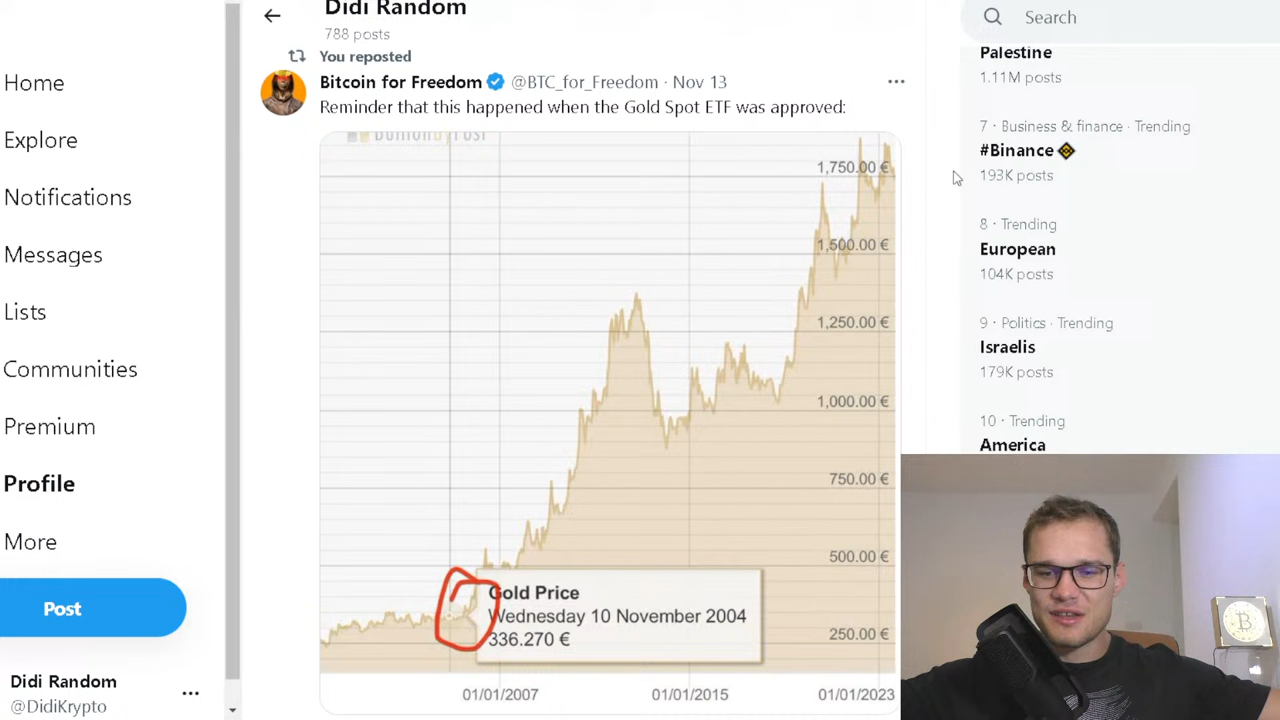 Home
Explore
Notifications
Messages
Lists
Communities
Premium
Profile
More
Post
Didi Random
@DidiKrypto
Didi Random
788 posts
You reposted
Bitcoin for Freedom @BTC_for_Freedom · Nov 13
Reminder that this happened when the Gold Spot ETF was approved:
1,750.00 €
1,500.00 €
1,250.00 €
1,000.00 €
750.00 €
500.00 €
250.00 €
Gold Price
Wednesday 10 November 2004
336.270 €
01/01/2007
01/01/2015
01/01/2023
Search
Palestine
1.11M posts
7 · Business & finance · Trending
#Binance
193K posts
8 · Trending
European
104K posts
9 · Politics · Trending
Israelis
179K posts
10 · Trending
America